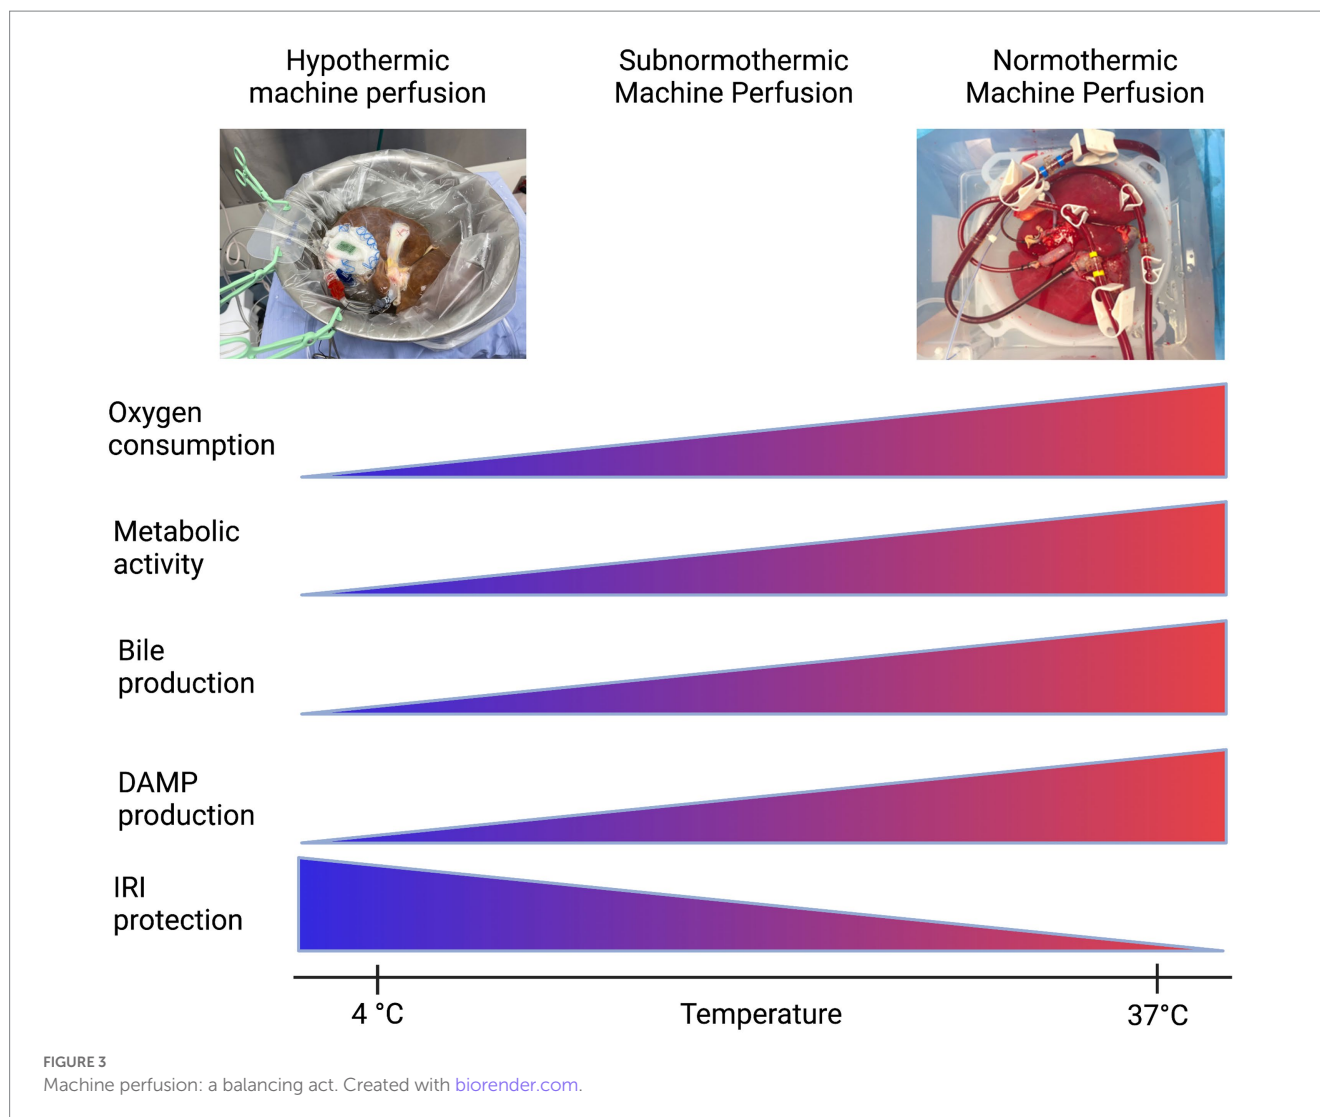 Hypothermic
machine perfusion
Subnormothermic
Machine Perfusion
Normothermic
Machine Perfusion
Oxygen
consumption
Metabolic
activity
Bile
production
DAMP
production
IRI
protection
4 °C
Temperature
37°C
FIGURE 3
Machine perfusion: a balancing act. Created with biorender.com.